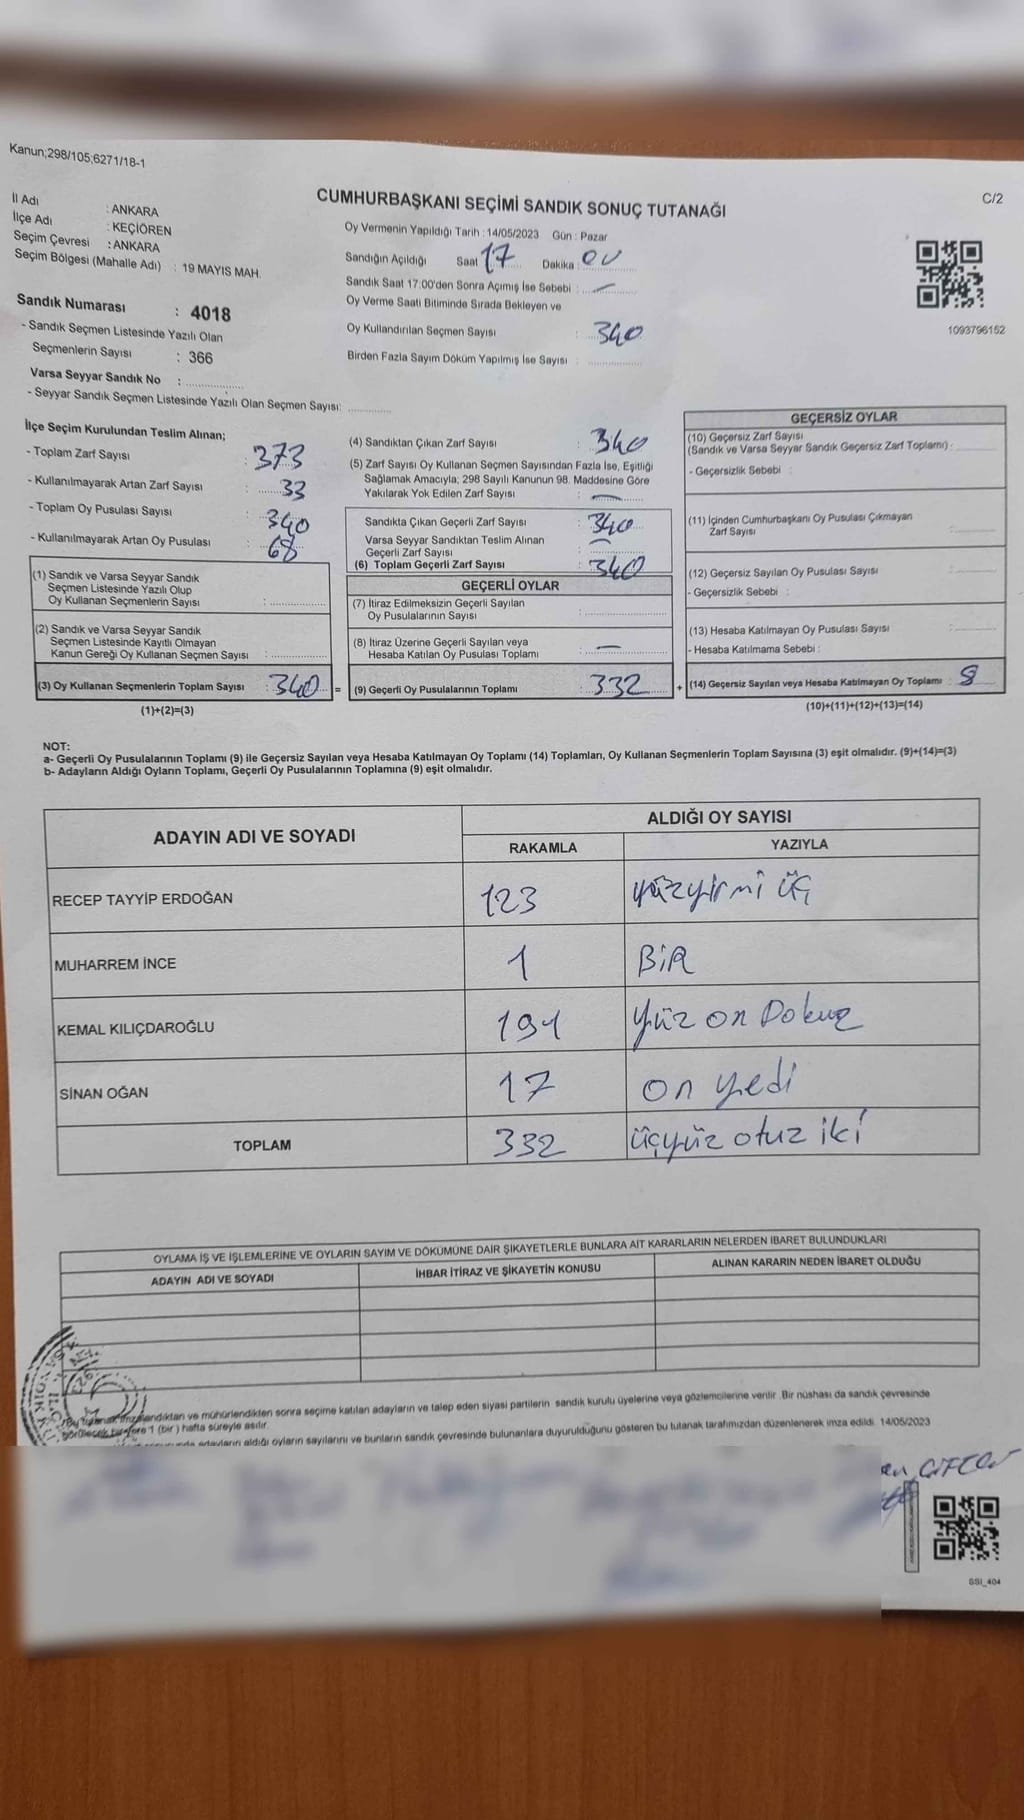 Kanun;298/105;6271/18-1
C/2
CUMHURBAŞKANI SEÇİMİ SANDIK SONUÇ TUTANAĞI
İl Adı : ANKARA
İlçe Adı : KEÇİÖREN
Seçim Çevresi : ANKARA
Seçim Bölgesi (Mahalle Adı) : 19 MAYIS MAH.
Sandık Numarası : 4018
- Sandık Seçmen Listesinde Yazılı Olan
Seçmenlerin Sayısı : 366
Varsa Seyyar Sandık No :
- Seyyar Sandık Seçmen Listesinde Yazılı Olan Seçmen Sayısı:
Oy Vermenin Yapıldığı Tarih : 14/05/2023 Gün : Pazar
Sandığın Açıldığı Saat 17 Dakika : 00
Sandık Saat 17.00'den Sonra Açımış İse Sebebi : —
Oy Verme Saati Bitiminde Sırada Bekleyen ve
Oy Kullandırılan Seçmen Sayısı : 340
Birden Fazla Sayım Döküm Yapılmış İse Sayısı :
1093796152
İlçe Seçim Kurulundan Teslim Alınan;
- Toplam Zarf Sayısı : 373
- Kullanılmayarak Artan Zarf Sayısı : 33
- Toplam Oy Pusulası Sayısı : 340
- Kullanılmayarak Artan Oy Pusulası : 68
(1) Sandık ve Varsa Seyyar Sandık
Seçmen Listesinde Yazılı Olup
Oy Kullanan Seçmenlerin Sayısı :
(2) Sandık ve Varsa Seyyar Sandık
Seçmen Listesinde Kayıtlı Olmayan
Kanun Gereği Oy Kullanan Seçmen Sayısı :
(3) Oy Kullanan Seçmenlerin Toplam Sayısı : 340 =
(1)+(2)=(3)
(4) Sandıktan Çıkan Zarf Sayısı : 340
(5) Zarf Sayısı Oy Kullanan Seçmen Sayısından Fazla İse, Eşitliği
Sağlamak Amacıyla; 298 Sayılı Kanunun 98. Maddesine Göre
Yakılarak Yok Edilen Zarf Sayısı : —
Sandıkta Çıkan Geçerli Zarf Sayısı : 340
Varsa Seyyar Sandıktan Teslim Alınan
Geçerli Zarf Sayısı : —
(6) Toplam Geçerli Zarf Sayısı : 340
GEÇERLİ OYLAR
(7) İtiraz Edilmeksizin Geçerli Sayılan
Oy Pusulalarının Sayısı :
(8) İtiraz Üzerine Geçerli Sayılan veya
Hesaba Katılan Oy Pusulası Toplamı : —
(9) Geçerli Oy Pusulalarının Toplamı : 332 +
GEÇERSİZ OYLAR
(10) Geçersiz Zarf Sayısı
(Sandık ve Varsa Seyyar Sandık Geçersiz Zarf Toplamı) :
- Geçersizlik Sebebi :
(11) İçinden Cumhurbaşkanı Oy Pusulası Çıkmayan
Zarf Sayısı :
(12) Geçersiz Sayılan Oy Pusulası Sayısı :
- Geçersizlik Sebebi :
(13) Hesaba Katılmayan Oy Pusulası Sayısı :
- Hesaba Katılmama Sebebi :
(14) Geçersiz Sayılan veya Hesaba Katılmayan Oy Toplamı : 8
(10)+(11)+(12)+(13)=(14)
NOT:
a- Geçerli Oy Pusulalarının Toplamı (9) ile Geçersiz Sayılan veya Hesaba Katılmayan Oy Toplamı (14) Toplamları, Oy Kullanan Seçmenlerin Toplam Sayısına (3) eşit olmalıdır. (9)+(14)=(3)
b- Adayların Aldığı Oyların Toplamı, Geçerli Oy Pusulalarının Toplamına (9) eşit olmalıdır.
ADAYIN ADI VE SOYADI
ALDIĞI OY SAYISI
RAKAMLA YAZIYLA
RECEP TAYYİP ERDOĞAN 123 yüzyirmi üç
MUHARREM İNCE 1 BiR
KEMAL KILIÇDAROĞLU 191 Yüz on Dokuz
SİNAN OĞAN 17 on yedi
TOPLAM 332 üçyüz otuz iki
OYLAMA İŞ VE İŞLEMLERİNE VE OYLARIN SAYIM VE DÖKÜMÜNE DAİR ŞİKAYETLERLE BUNLARA AİT KARARLARIN NELERDEN İBARET BULUNDUKLARI
ADAYIN ADI VE SOYADI İHBAR İTİRAZ VE ŞİKAYETİN KONUSU ALINAN KARARIN NEDEN İBARET OLDUĞU
ve mühürlendikten sonra seçime katılan adayların ve talep eden siyasi partilerin sandık kurulu üyelerine veya gözlemcilerine verilir. Bir nüshası da sandık çevresinde
1 (bir) hafta süreyle asılır.
adayların aldığı oyların sayılarını ve bunların sandık çevresinde bulunanlara duyurulduğunu gösteren bu tutanak tarafımızdan düzenlenerek imza edildi. 14/05/2023
SSI_404